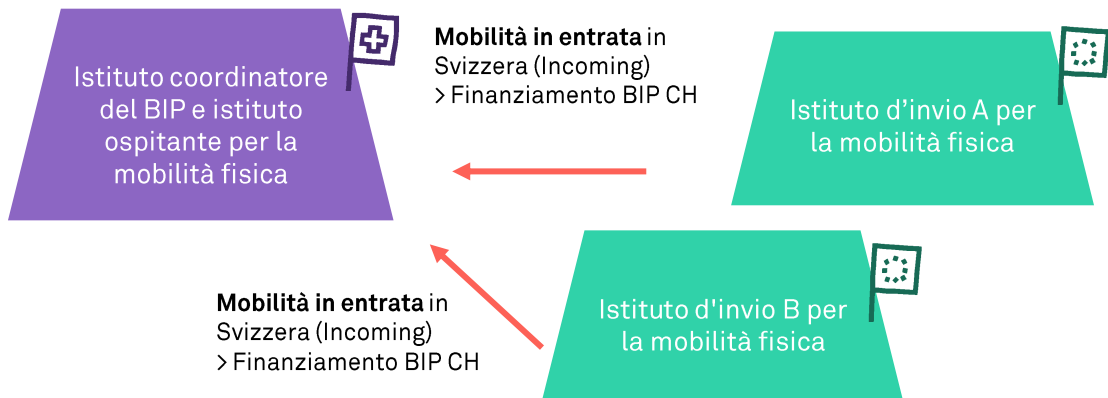 Istituto coordinatore
del BIP e istituto
ospitante per la
mobilità fisica
Mobilità in entrata in
Svizzera (Incoming)
> Finanziamento BIP CH
Istituto d’invio A per
la mobilità fisica
Mobilità in entrata in
Svizzera (Incoming)
> Finanziamento BIP CH
Istituto d'invio B per
la mobilità fisica